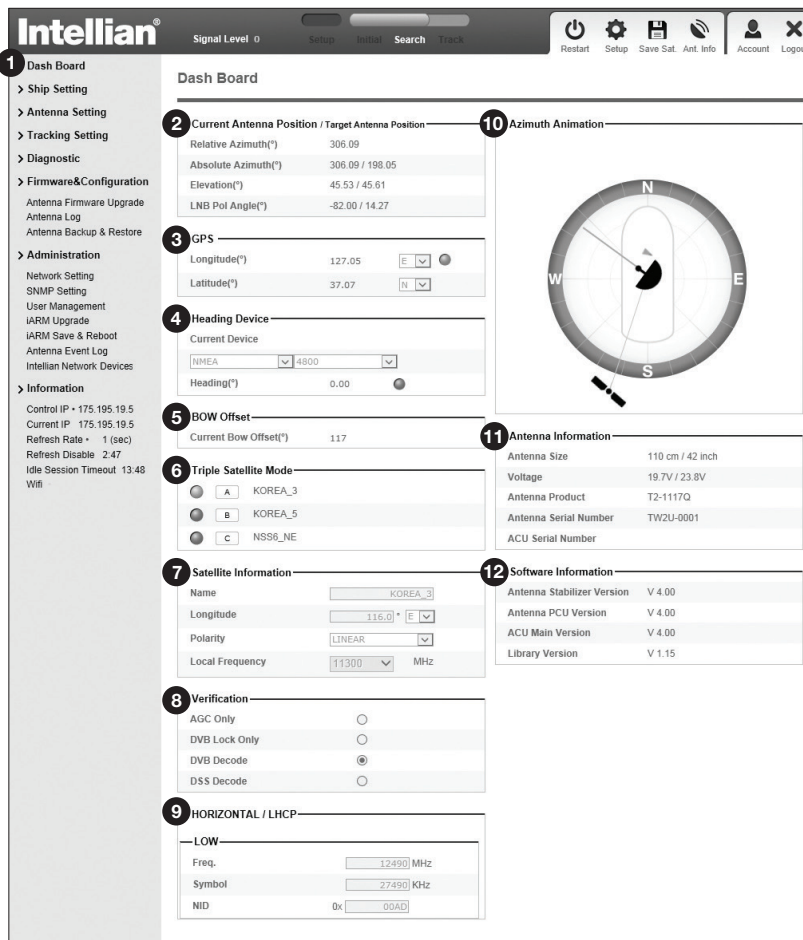 Intellian®
Signal Level 0
Setup Initial Search Track
Restart Setup Save Sat. Ant. Info Account Logou
1 Dash Board
> Ship Setting
> Antenna Setting
> Tracking Setting
> Diagnostic
> Firmware&Configuration
Antenna Firmware Upgrade
Antenna Log
Antenna Backup & Restore
> Administration
Network Setting
SNMP Setting
User Management
iARM Upgrade
iARM Save & Reboot
Antenna Event Log
Intellian Network Devices
> Information
Control IP • 175.195.19.5
Current IP 175.195.19.5
Refresh Rate • 1 (sec)
Refresh Disable 2:47
Idle Session Timeout 13:48
Wifi
Dash Board
2 Current Antenna Position / Target Antenna Position
Relative Azimuth(°) 306.09
Absolute Azimuth(°) 306.09 / 198.05
Elevation(°) 45.53 / 45.61
LNB Pol Angle(°) -82.00 / 14.27
3 GPS
Longitude(°) 127.05 E
Latitude(°) 37.07 N
4 Heading Device
Current Device
NMEA 4800
Heading(°) 0.00
5 BOW Offset
Current Bow Offset(°) 117
6 Triple Satellite Mode
A KOREA_3
B KOREA_5
C NSS6_NE
7 Satellite Information
Name KOREA_3
Longitude 116.0 ° E
Polarity LINEAR
Local Frequency 11300 MHz
8 Verification
AGC Only
DVB Lock Only
DVB Decode
DSS Decode
9 HORIZONTAL / LHCP
LOW
Freq. 12490 MHz
Symbol 27490 KHz
NID 0x 00AD
10 Azimuth Animation
N
W E
S
11 Antenna Information
Antenna Size 110 cm / 42 inch
Voltage 19.7V / 23.8V
Antenna Product T2-1117Q
Antenna Serial Number TW2U-0001
ACU Serial Number
12 Software Information
Antenna Stabilizer Version V 4.00
Antenna PCU Version V 4.00
ACU Main Version V 4.00
Library Version V 1.15